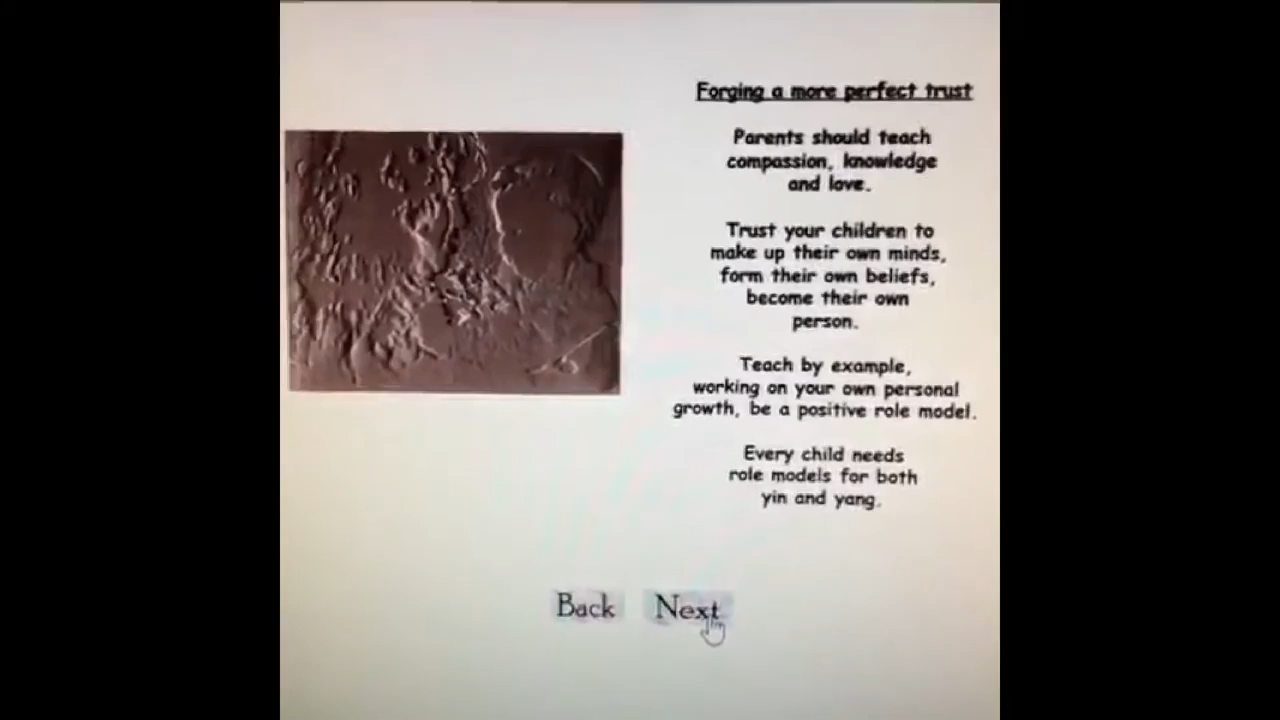 Forging a more perfect trust
Parents should teach
compassion, knowledge
and love.
Trust your children to
make up their own minds,
form their own beliefs,
become their own
person.
Teach by example,
working on your own personal
growth, be a positive role model.
Every child needs
role models for both
yin and yang.
Back Next